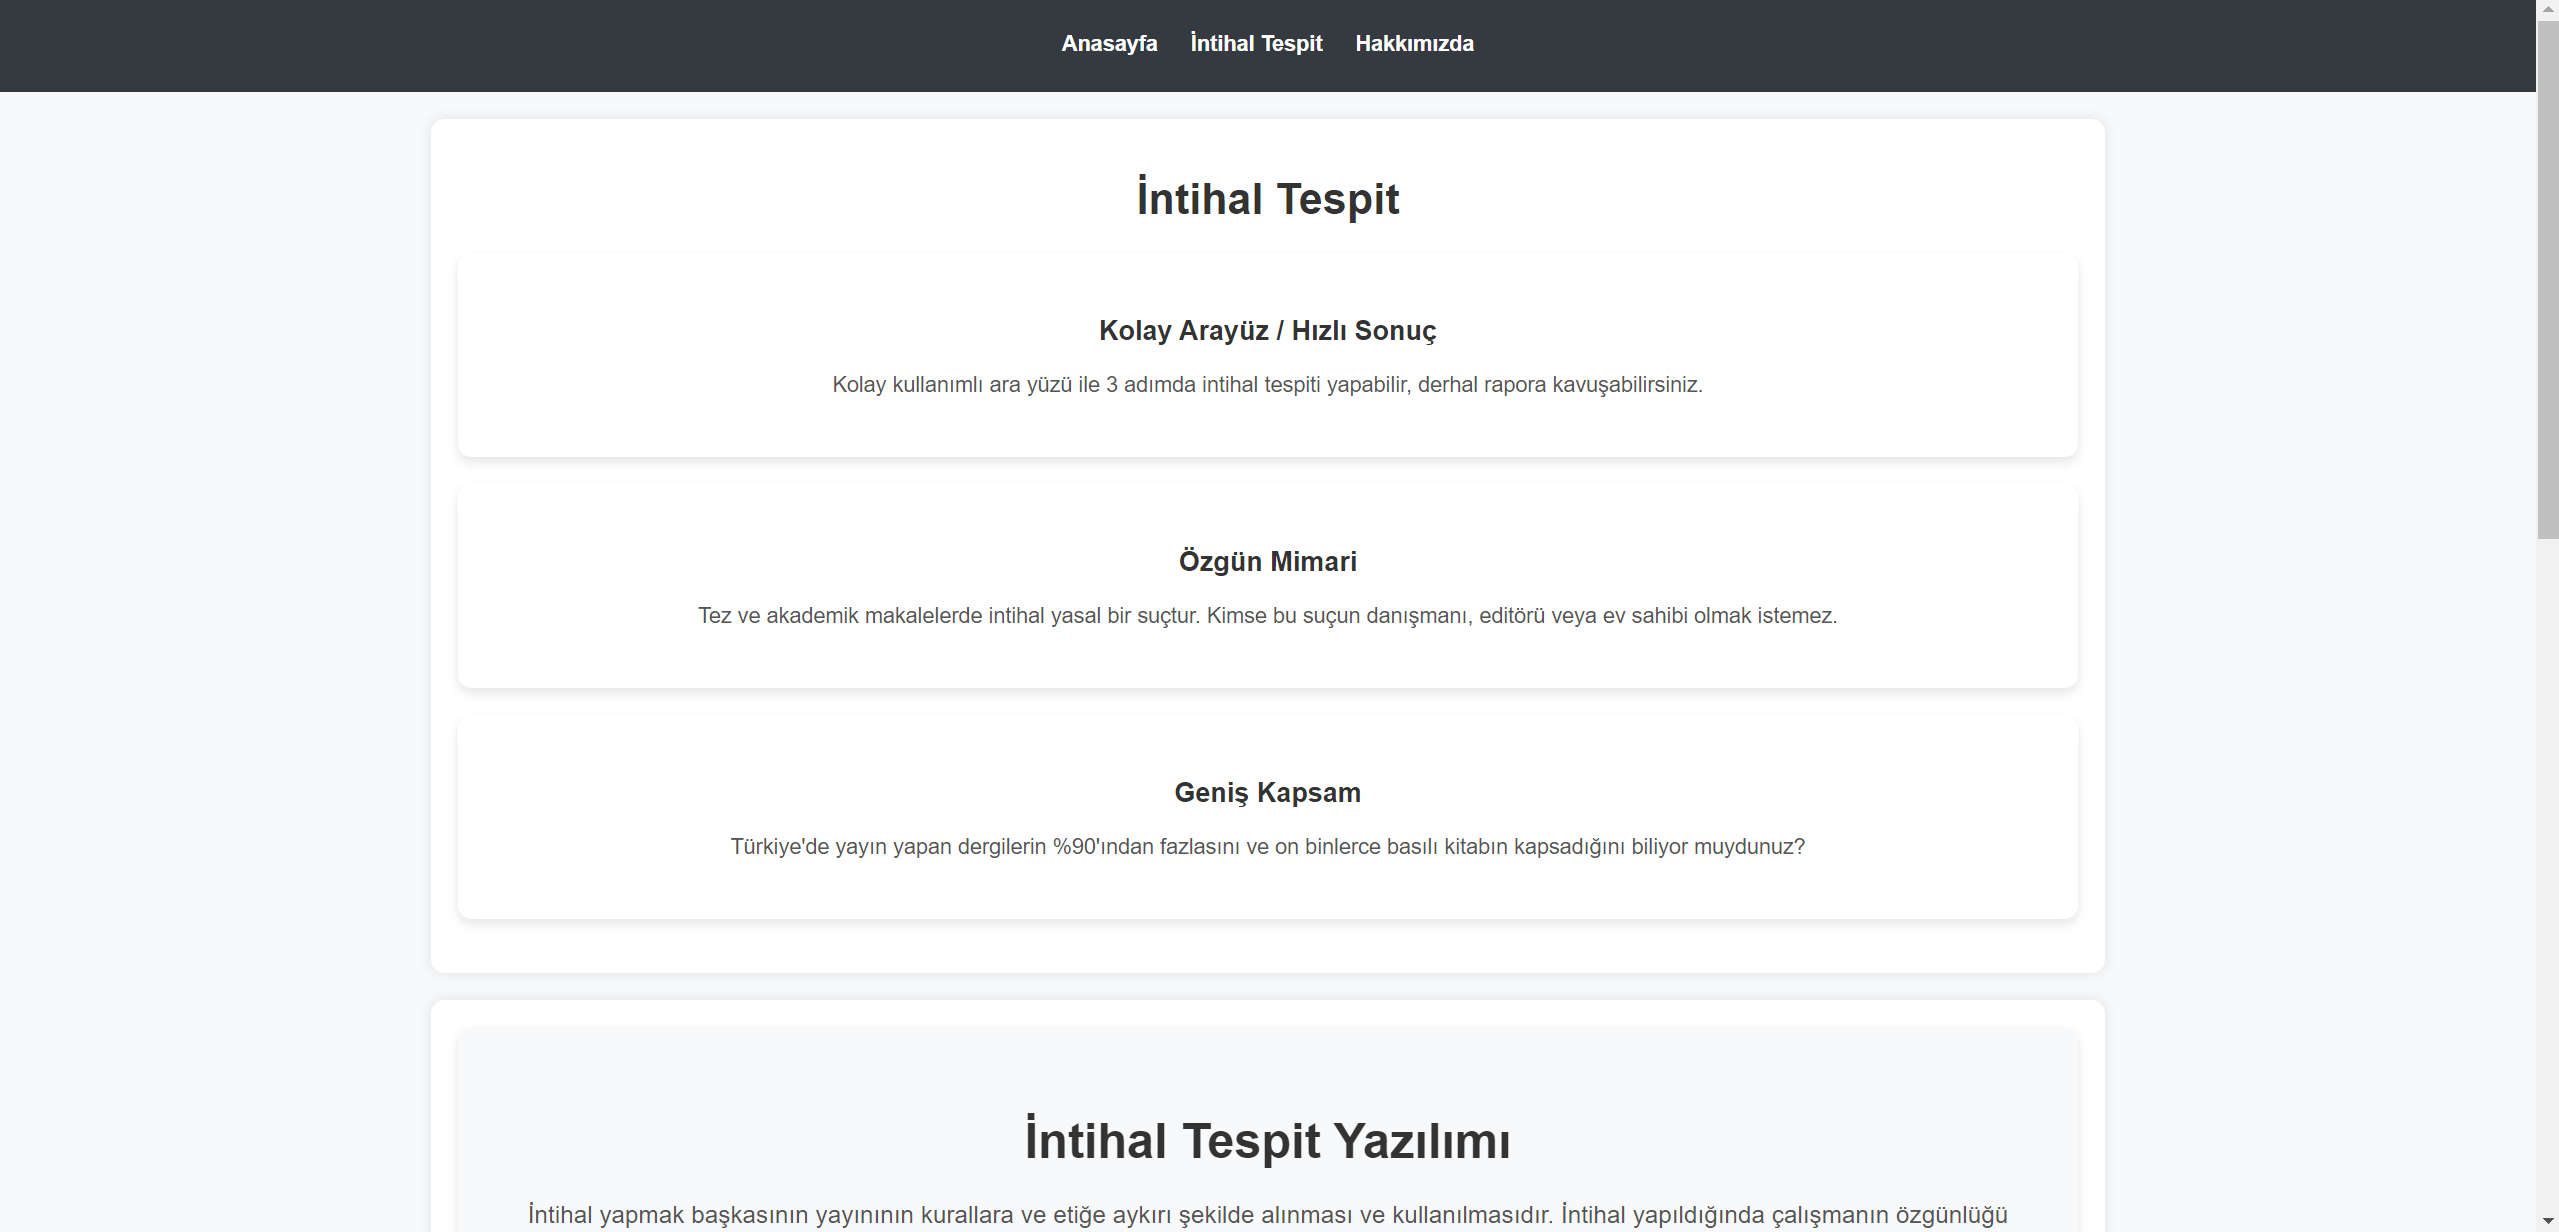 Anasayfa İntihal Tespit Hakkımızda
İntihal Tespit
Kolay Arayüz / Hızlı Sonuç
Kolay kullanımlı ara yüzü ile 3 adımda intihal tespiti yapabilir, derhal rapora kavuşabilirsiniz.
Özgün Mimari
Tez ve akademik makalelerde intihal yasal bir suçtur. Kimse bu suçun danışmanı, editörü veya ev sahibi olmak istemez.
Geniş Kapsam
Türkiye'de yayın yapan dergilerin %90'ından fazlasını ve on binlerce basılı kitabın kapsadığını biliyor muydunuz?
İntihal Tespit Yazılımı
İntihal yapmak başkasının yayınının kurallara ve etiğe aykırı şekilde alınması ve kullanılmasıdır. İntihal yapıldığında çalışmanın özgünlüğü